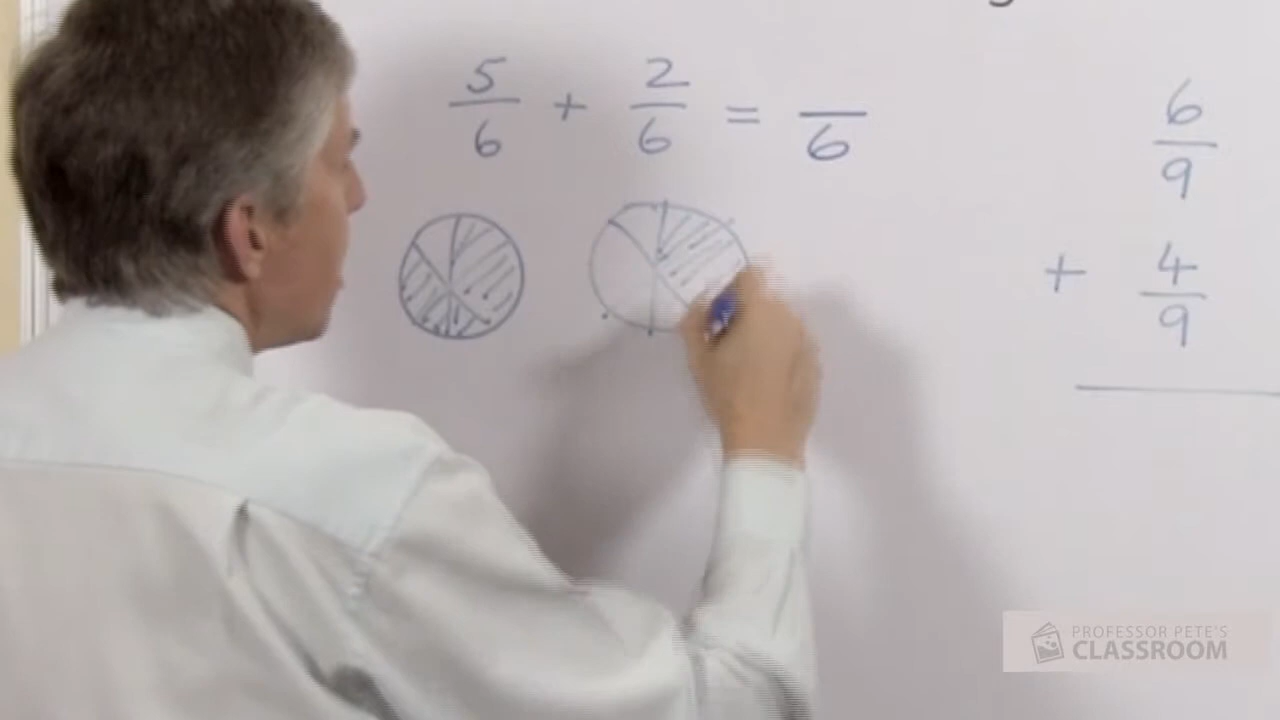 5/6 + 2/6 = /6
6/9
+ 4/9
PROFESSOR PETE'S
CLASSROOM